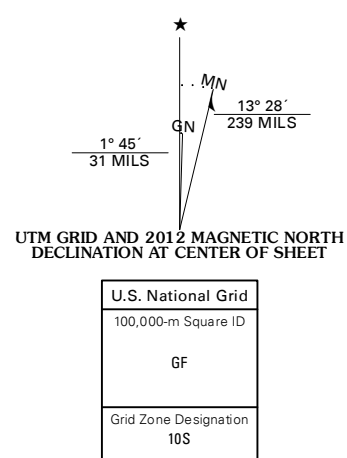 ★
MN
GN
13° 28´
239 MILS
1° 45´
31 MILS
UTM GRID AND 2012 MAGNETIC NORTH
DECLINATION AT CENTER OF SHEET
U.S. National Grid
100,000-m Square ID
GF
Grid Zone Designation
10S